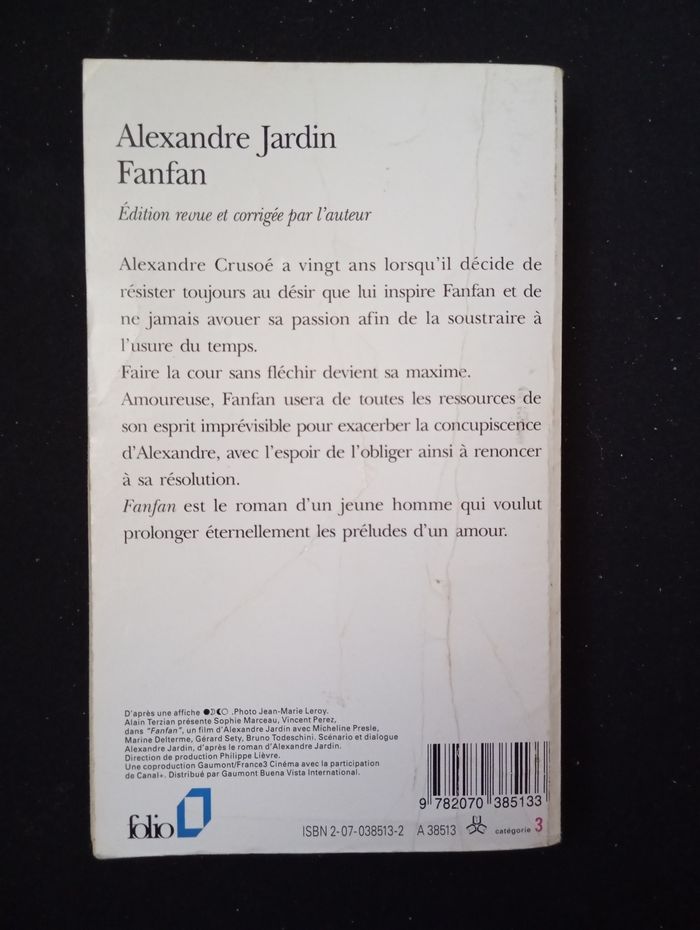 Alexandre Jardin
Fanfan
Édition revue et corrigée par l'auteur
Alexandre Crusoé a vingt ans lorsqu'il décide de
résister toujours au désir que lui inspire Fanfan et de
ne jamais avouer sa passion afin de la soustraire à
l'usure du temps.
Faire la cour sans fléchir devient sa maxime.
Amoureuse, Fanfan usera de toutes les ressources de
son esprit imprévisible pour exacerber la concupiscence
d'Alexandre, avec l'espoir de l'obliger ainsi à renoncer
à sa résolution.
Fanfan est le roman d'un jeune homme qui voulut
prolonger éternellement les préludes d'un amour.
D'après une affiche .Photo Jean-Marie Leroy.
Alain Terzian présente Sophie Marceau, Vincent Perez,
dans "Fanfan", un film d'Alexandre Jardin avec Micheline Presle,
Marine Delterme, Gérard Sety, Bruno Todeschini. Scénario et dialogue
Alexandre Jardin, d'après le roman d'Alexandre Jardin.
Direction de production Philippe Lièvre.
Une coproduction Gaumont/France3 Cinéma avec la participation
de Canal+. Distribué par Gaumont Buena Vista International.
9 782070 385133
folio
ISBN 2-07-038513-2 A 38513 catégorie 3